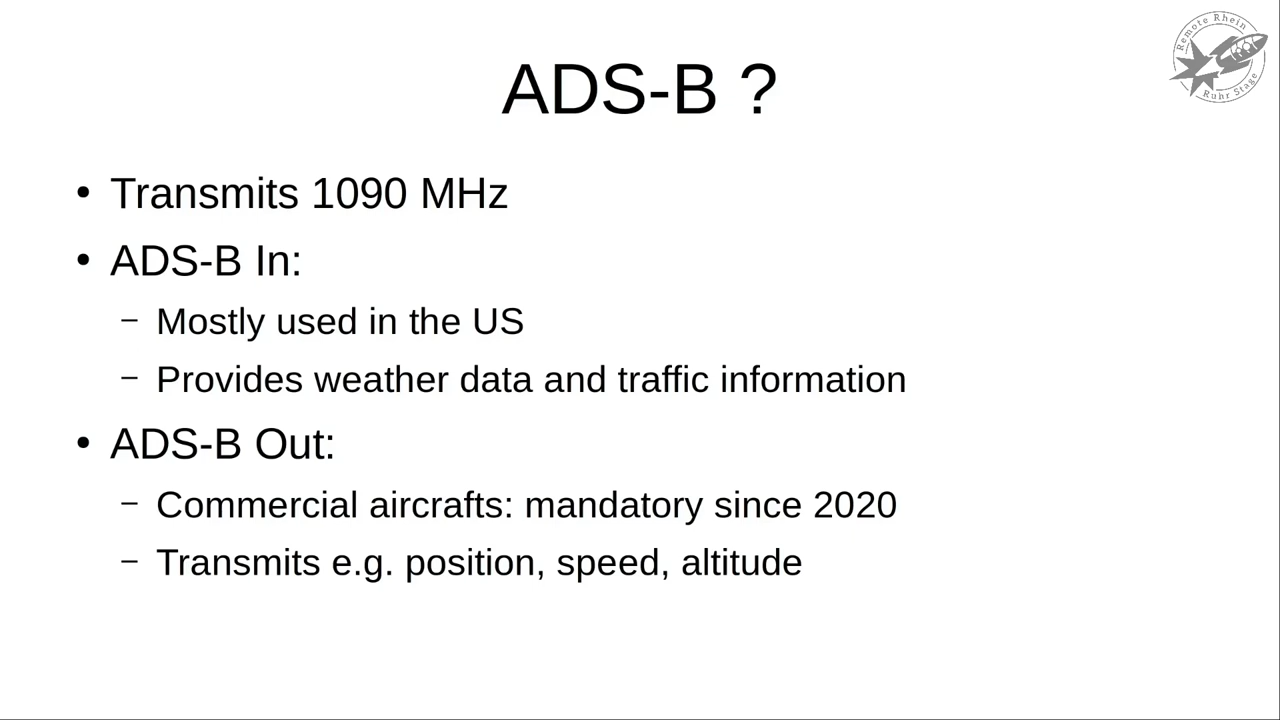 Remote Rhein
Ruhr Stage
ADS-B ?
• Transmits 1090 MHz
• ADS-B In:
– Mostly used in the US
– Provides weather data and traffic information
• ADS-B Out:
– Commercial aircrafts: mandatory since 2020
– Transmits e.g. position, speed, altitude